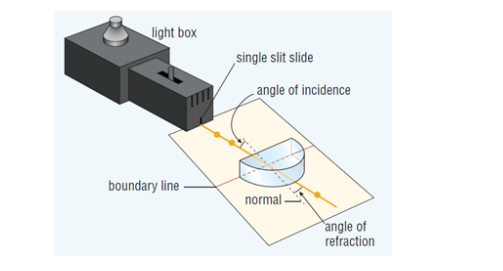 light box
single slit slide
angle of incidence
boundary line
normal
angle of
refraction